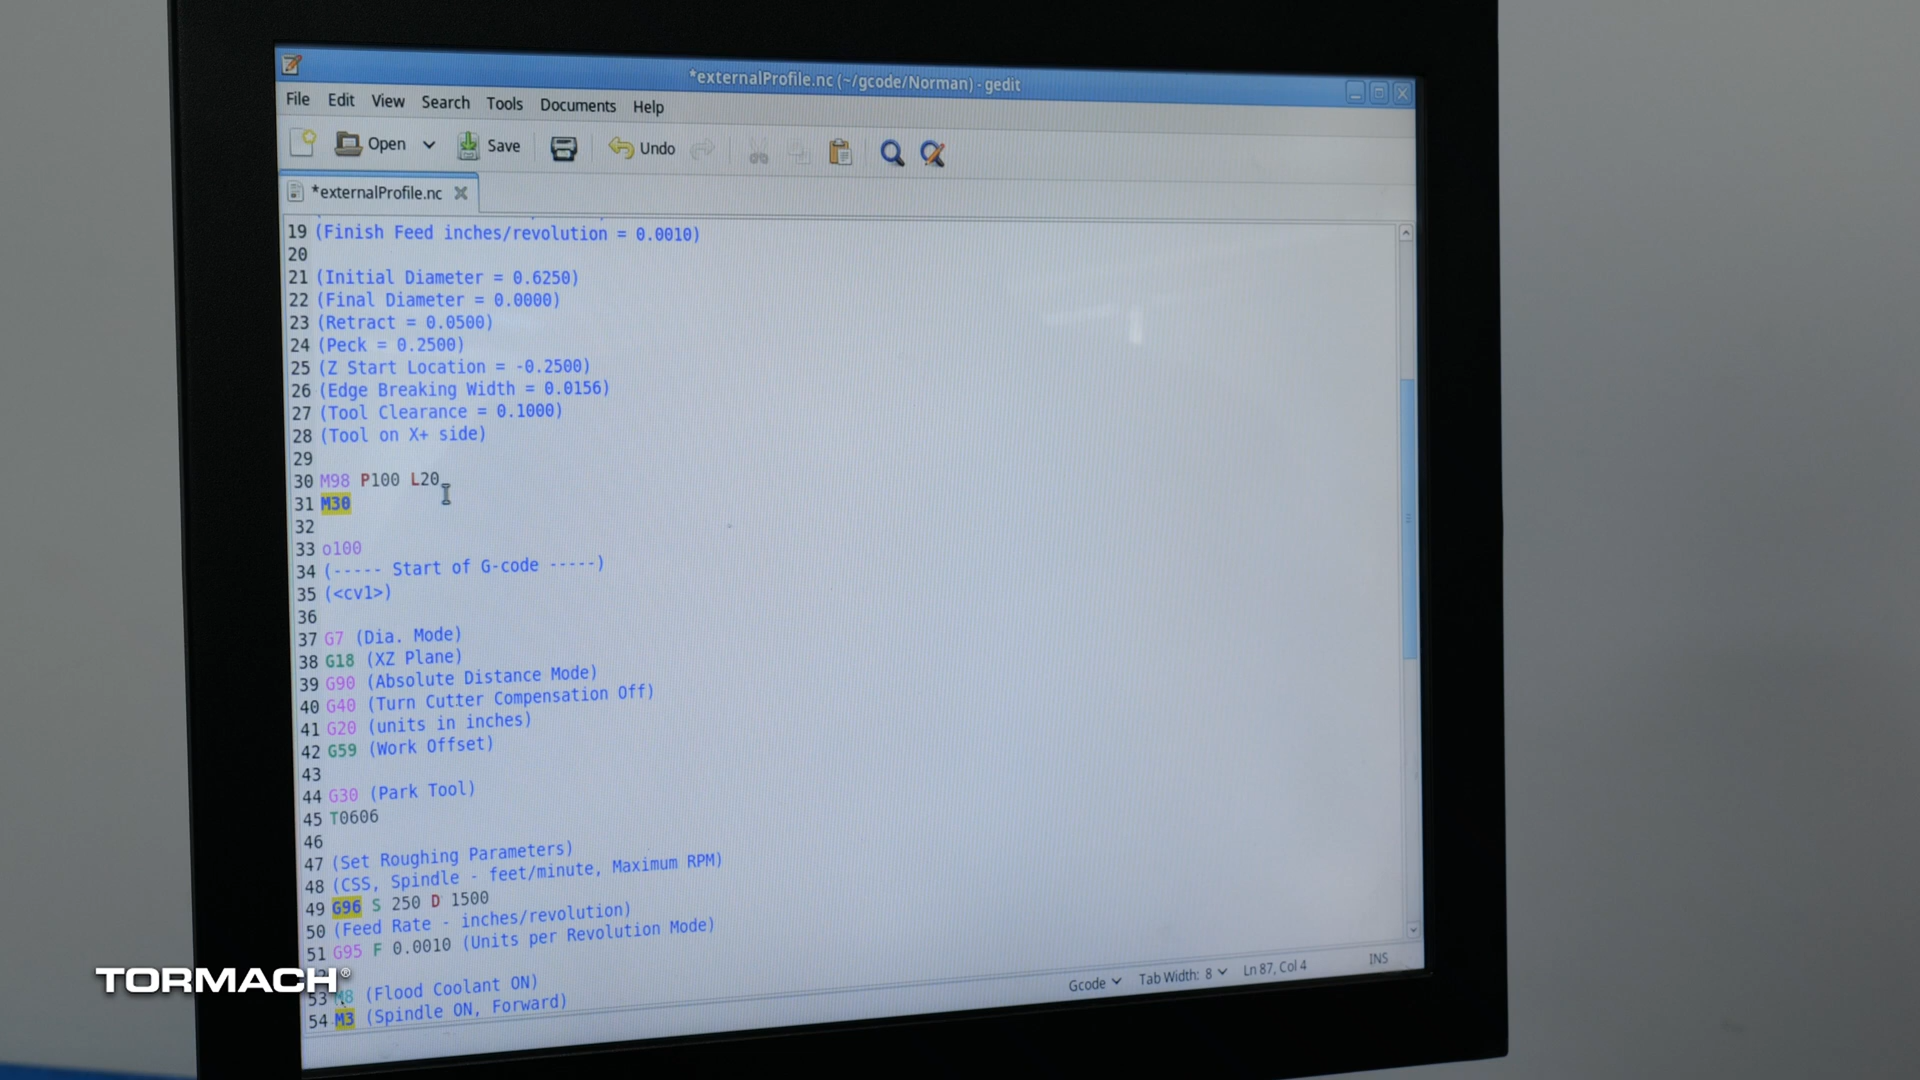 *externalProfile.nc (~/gcode/Norman) - gedit
File Edit View Search Tools Documents Help
Open Save Undo
*externalProfile.nc
19 (Finish Feed inches/revolution = 0.0010)
20
21 (Initial Diameter = 0.6250)
22 (Final Diameter = 0.0000)
23 (Retract = 0.0500)
24 (Peck = 0.2500)
25 (Z Start Location = -0.2500)
26 (Edge Breaking Width = 0.0156)
27 (Tool Clearance = 0.1000)
28 (Tool on X+ side)
29
30 M98 P100 L20
31 M30
32
33 o100
34 (----- Start of G-code -----)
35 (<cv1>)
36
37 G7 (Dia. Mode)
38 G18 (XZ Plane)
39 G90 (Absolute Distance Mode)
40 G40 (Turn Cutter Compensation Off)
41 G20 (units in inches)
42 G59 (Work Offset)
43
44 G30 (Park Tool)
45 T0606
46
47 (Set Roughing Parameters)
48 (CSS, Spindle - feet/minute, Maximum RPM)
49 G96 S 250 D 1500
50 (Feed Rate - inches/revolution)
51 G95 F 0.0010 (Units per Revolution Mode)
53 M8 (Flood Coolant ON)
54 M3 (Spindle ON, Forward)
Gcode Tab Width: 8 Ln 87, Col 4 INS
TORMACH®